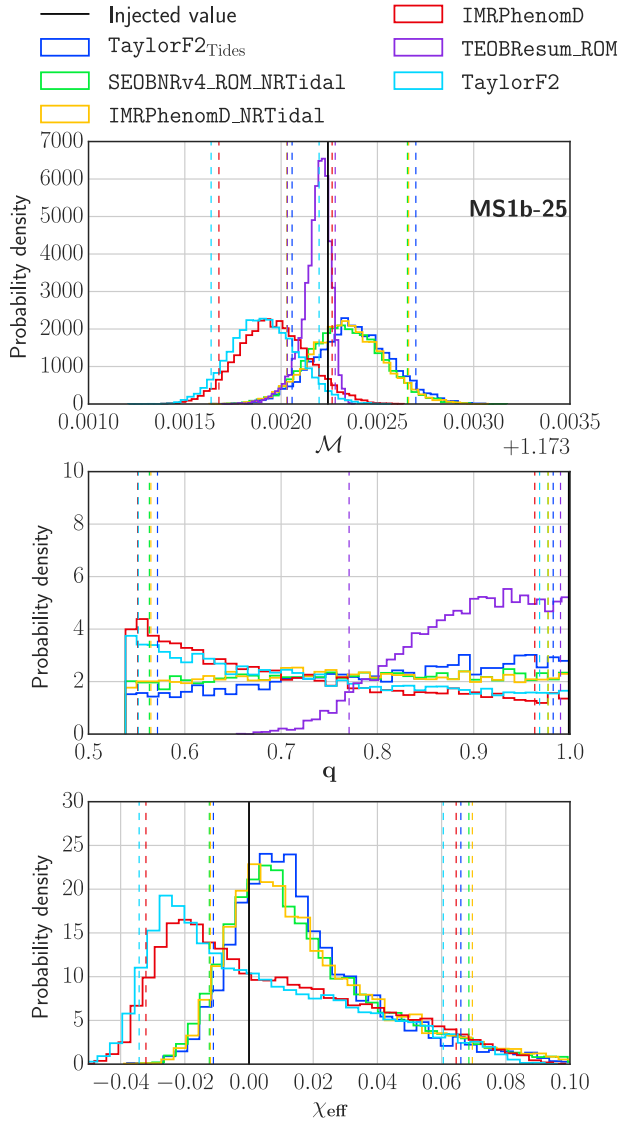 Injected value
IMRPhenomD
TaylorF2Tides
TEOBResum_ROM
SEOBNRv4_ROM_NRTidal
TaylorF2
IMRPhenomD_NRTidal
7000
6000
5000
4000
3000
2000
1000
0
Probability density
MS1b-25
0.0010 0.0015 0.0020 0.0025 0.0030 0.0035
ℳ
+1.173
10
8
6
4
2
0
Probability density
0.5 0.6 0.7 0.8 0.9 1.0
q
30
25
20
15
10
5
0
Probability density
−0.04 −0.02 0.00 0.02 0.04 0.06 0.08 0.10
χeff